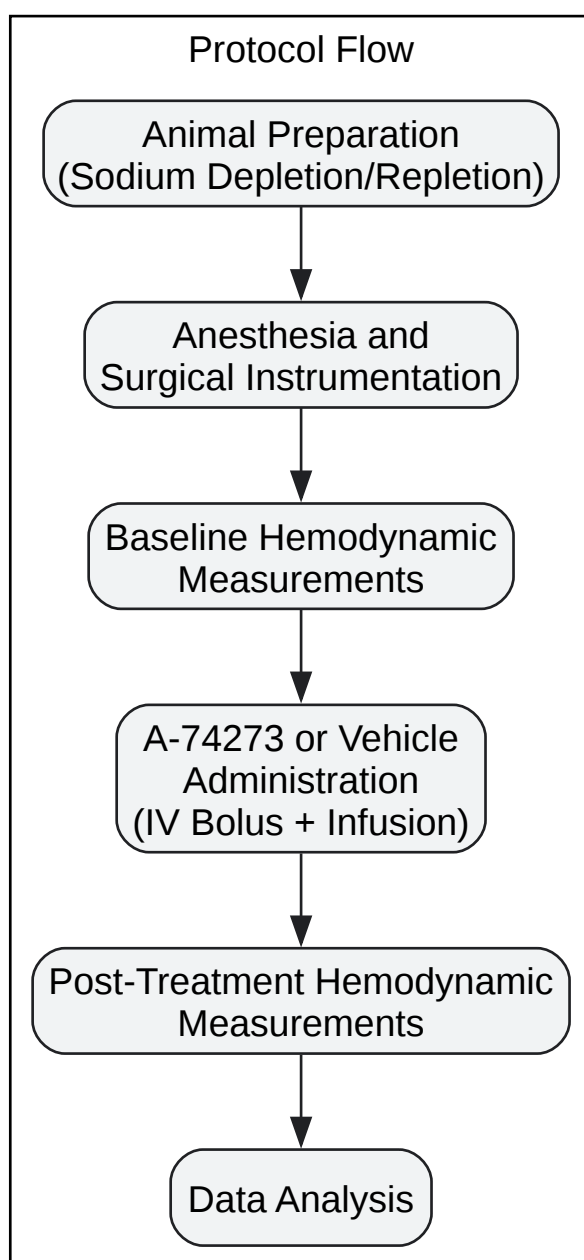 Protocol Flow
Animal Preparation
(Sodium Depletion/Repletion)
Anesthesia and
Surgical Instrumentation
Baseline Hemodynamic
Measurements
A-74273 or Vehicle
Administration
(IV Bolus + Infusion)
Post-Treatment Hemodynamic
Measurements
Data Analysis